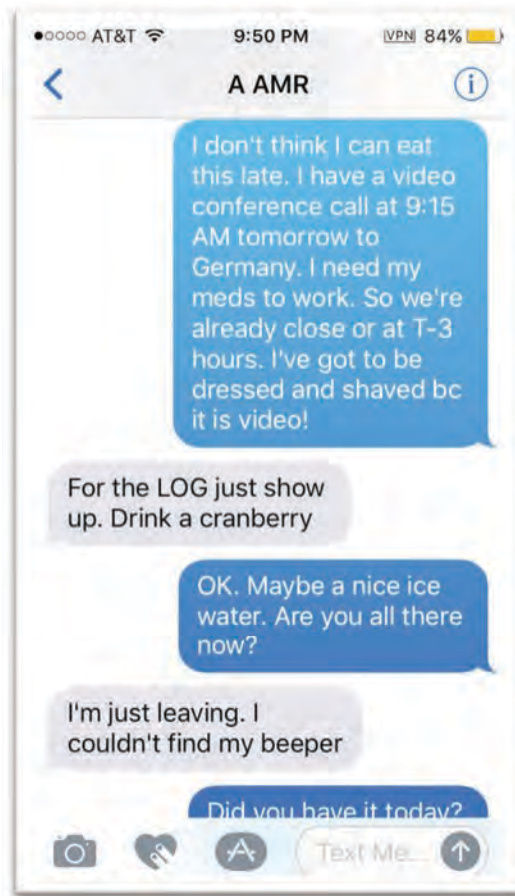 AT&T 9:50 PM VPN 84%
A AMR
I don't think I can eat
this late. I have a video
conference call at 9:15
AM tomorrow to
Germany. I need my
meds to work. So we're
already close or at T-3
hours. I've got to be
dressed and shaved bc
it is video!
For the LOG just show
up. Drink a cranberry
OK. Maybe a nice ice
water. Are you all there
now?
I'm just leaving. I
couldn't find my beeper
Did you have it today?
Text Me...